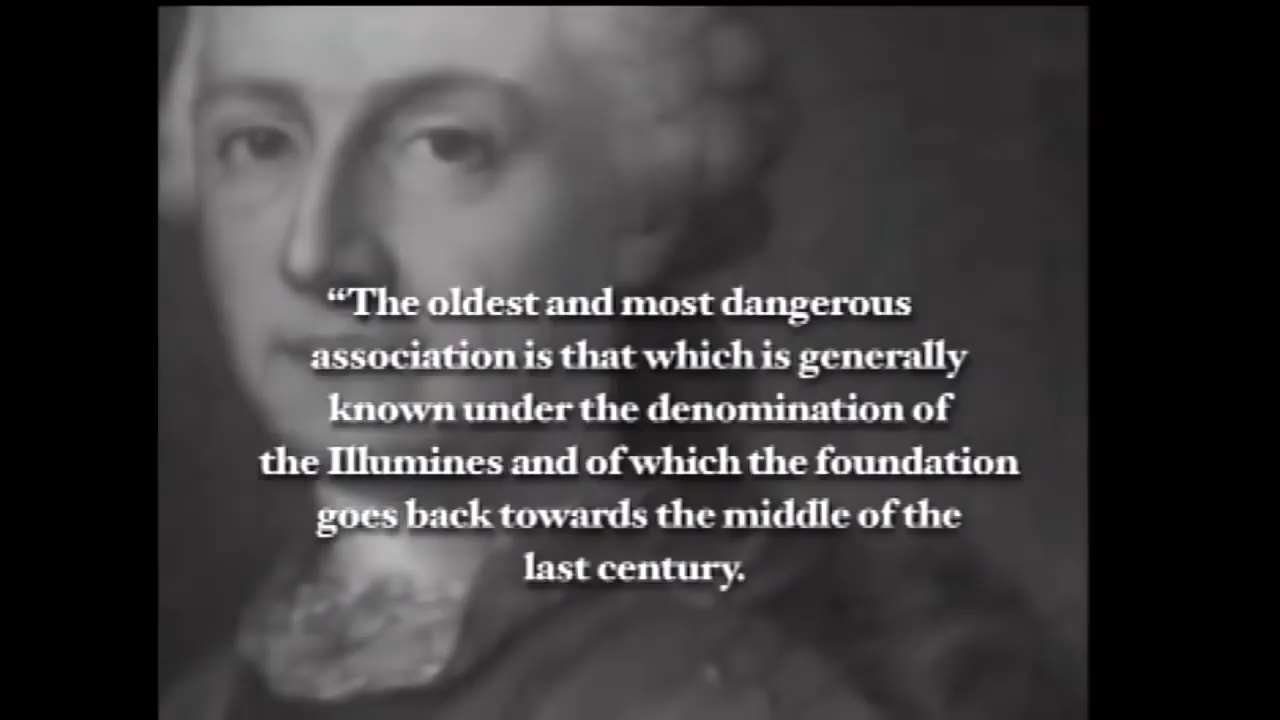 “The oldest and most dangerous
association is that which is generally
known under the denomination of
the Illumines and of which the foundation
goes back towards the middle of the
last century.